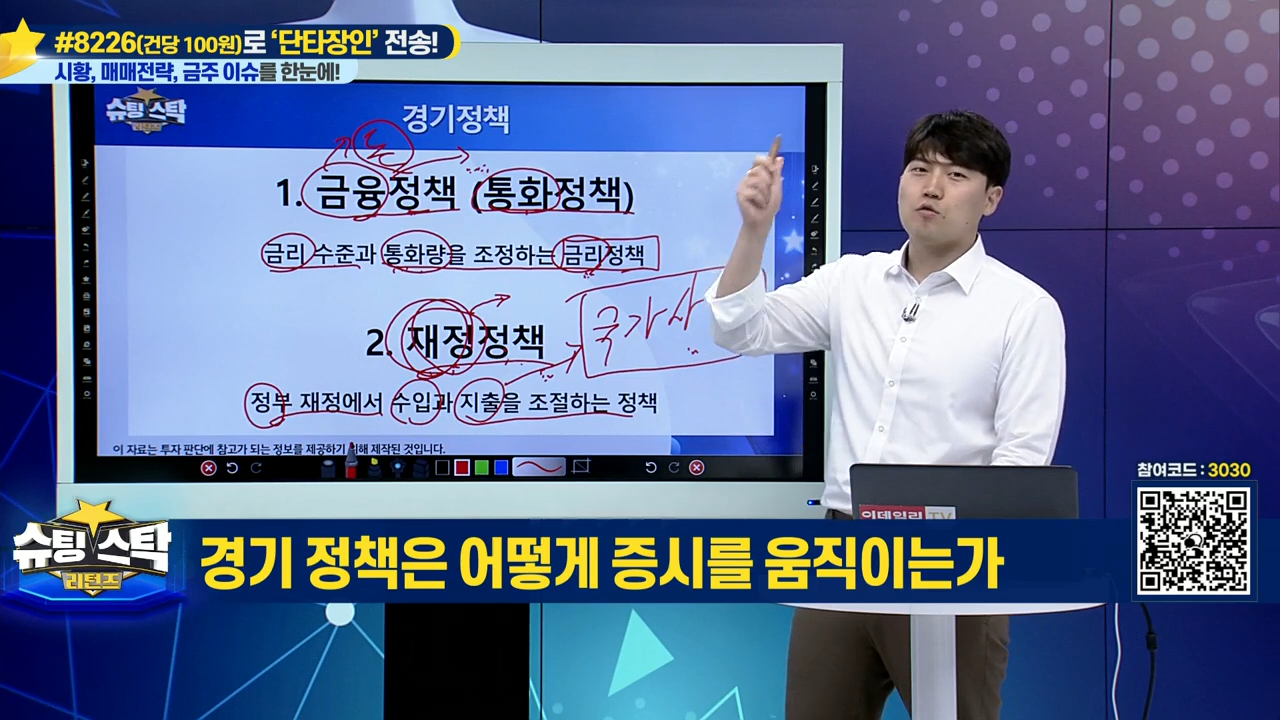 #8226(건당 100원)로 ‘단타장인’ 전송!
시황, 매매전략, 금주 이슈를 한눈에!
슈팅 스탁
리턴즈
경기정책
돈
1. 금융정책 (통화정책)
금리 수준과 통화량을 조정하는 금리정책
2. 재정정책
국가사
정부 재정에서 수입과 지출을 조절하는 정책
이 자료는 투자 판단에 참고가 되는 정보를 제공하기 위해 제작된 것입니다.
참여코드 : 3030
이데일리 TV
슈팅 스탁
리턴즈
경기 정책은 어떻게 증시를 움직이는가